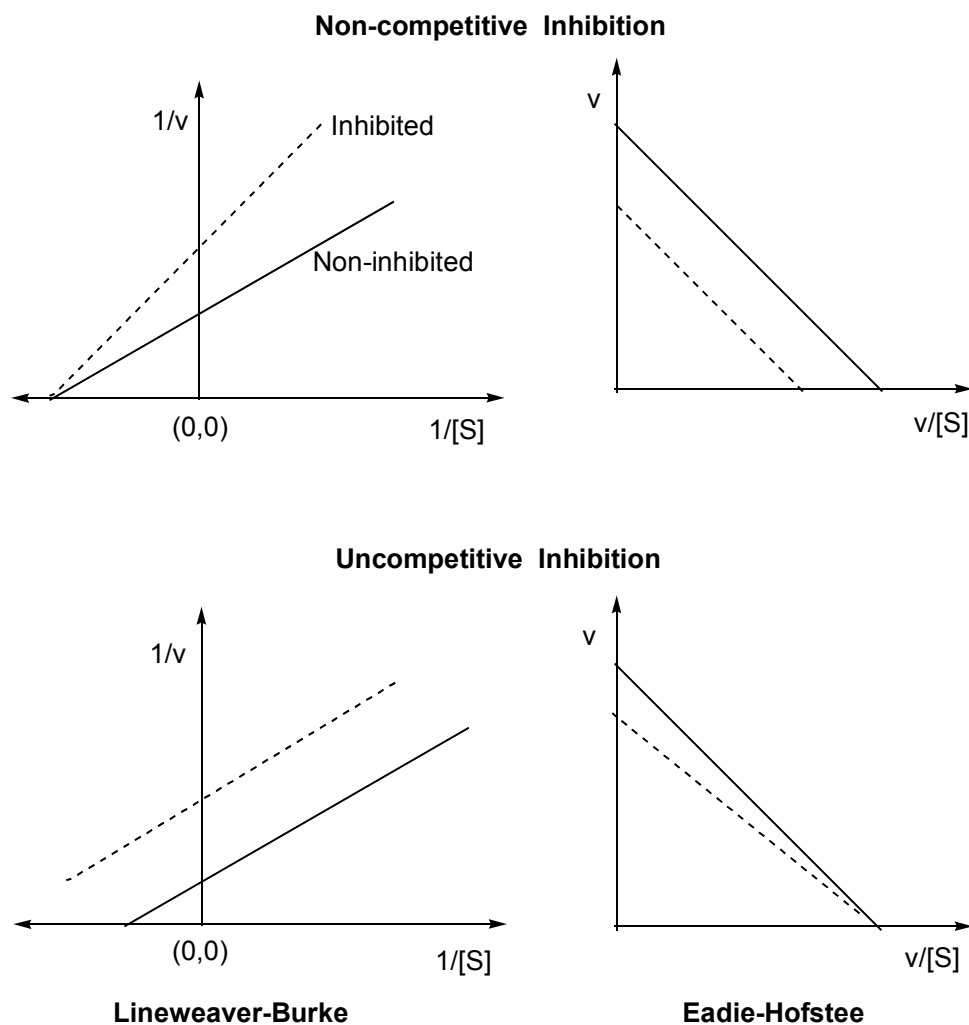 Non-competitive Inhibition
1/v
Inhibited
Non-inhibited
(0,0)
1/[S]
v
v/[S]
Uncompetitive Inhibition
1/v
(0,0)
1/[S]
v
v/[S]
Lineweaver-Burke
Eadie-Hofstee